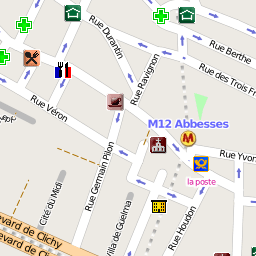 Rue Durantin
Rue Berthe
Rue Ravignan
Rue des Trois Fr
Rue Véron
M12 Abbesses
M
Rue Yvon
la poste
Rue Germain Pilon
Cité du Midi
Villa de Guelma
Rue Houdon
evard de Clichy
evard de Clichy